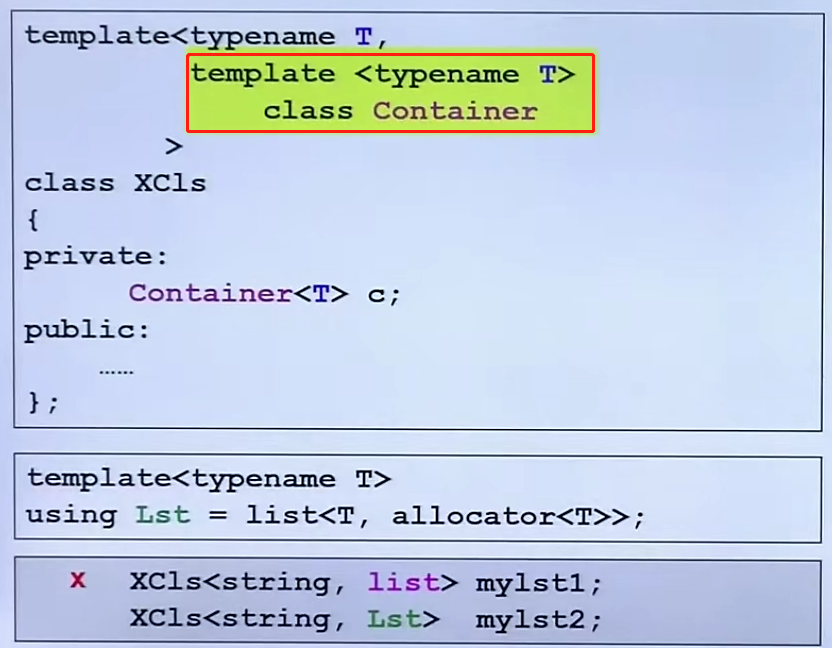 template<typename T,
template <typename T>
class Container
>
class XCls
{
private:
Container<T> c;
public:
......
};
template<typename T>
using Lst = list<T, allocator<T>>;
x XCls<string, list> mylst1;
XCls<string, Lst> mylst2;